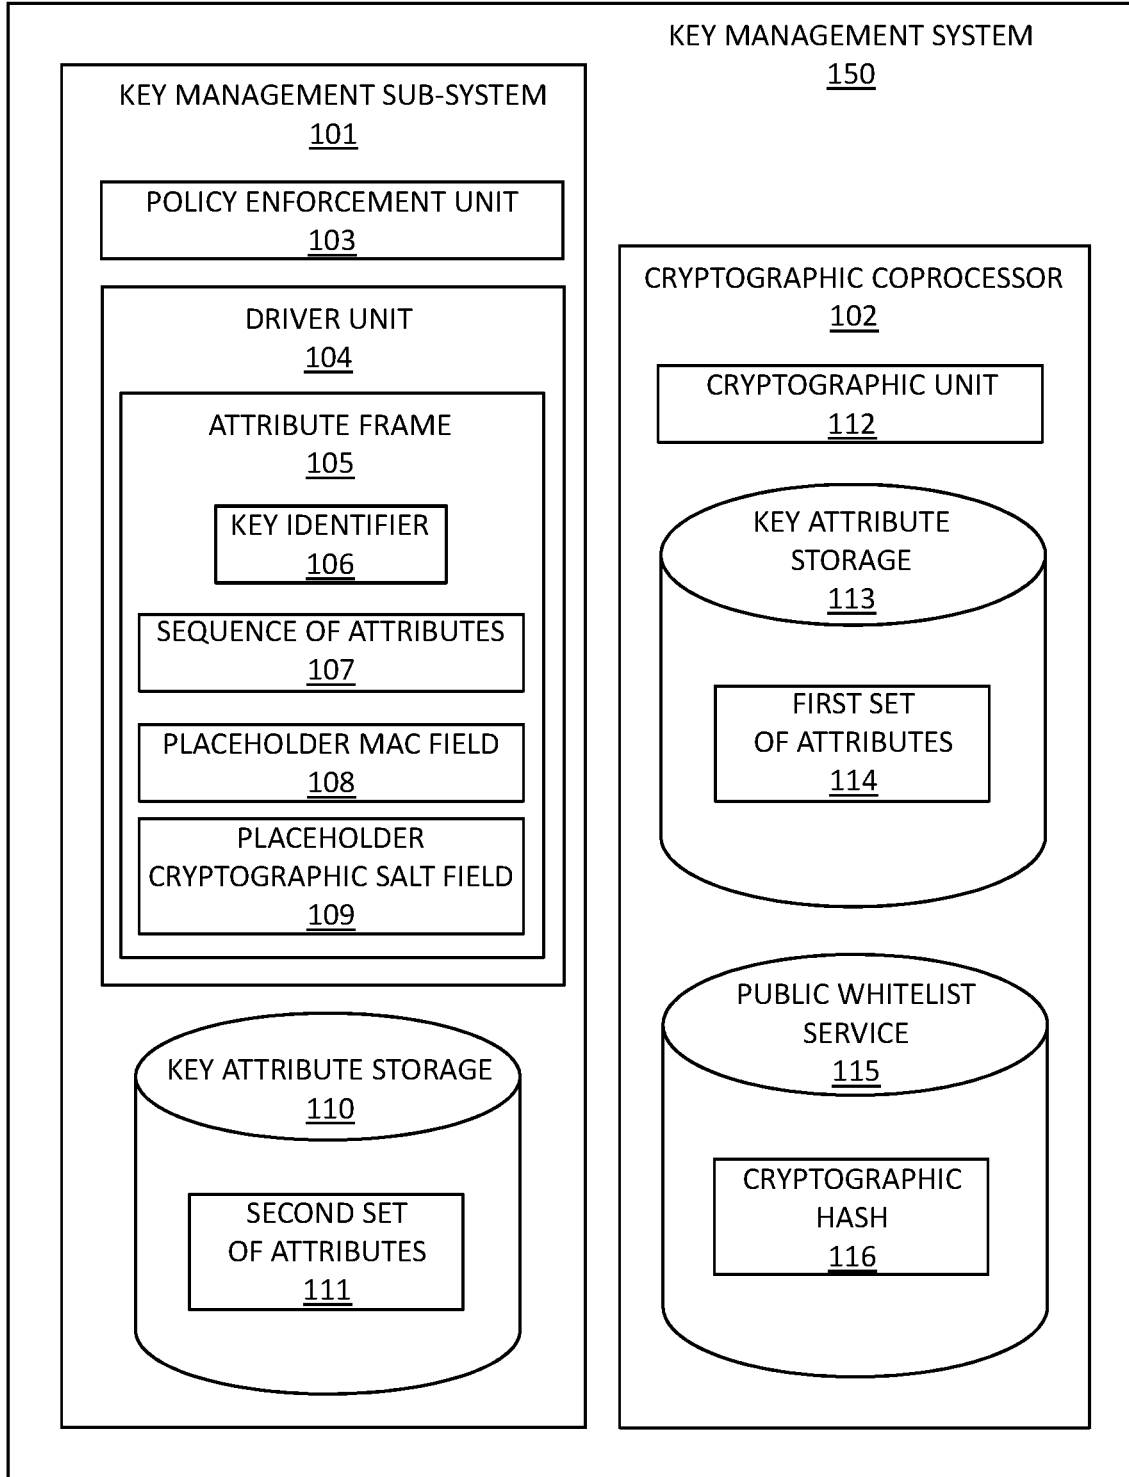 KEY MANAGEMENT SYSTEM
150
KEY MANAGEMENT SUB-SYSTEM
101
POLICY ENFORCEMENT UNIT
103
DRIVER UNIT
104
ATTRIBUTE FRAME
105
KEY IDENTIFIER
106
SEQUENCE OF ATTRIBUTES
107
PLACEHOLDER MAC FIELD
108
PLACEHOLDER
CRYPTOGRAPHIC SALT FIELD
109
KEY ATTRIBUTE STORAGE
110
SECOND SET
OF ATTRIBUTES
111
CRYPTOGRAPHIC COPROCESSOR
102
CRYPTOGRAPHIC UNIT
112
KEY ATTRIBUTE
STORAGE
113
FIRST SET
OF ATTRIBUTES
114
PUBLIC WHITELIST
SERVICE
115
CRYPTOGRAPHIC
HASH
116